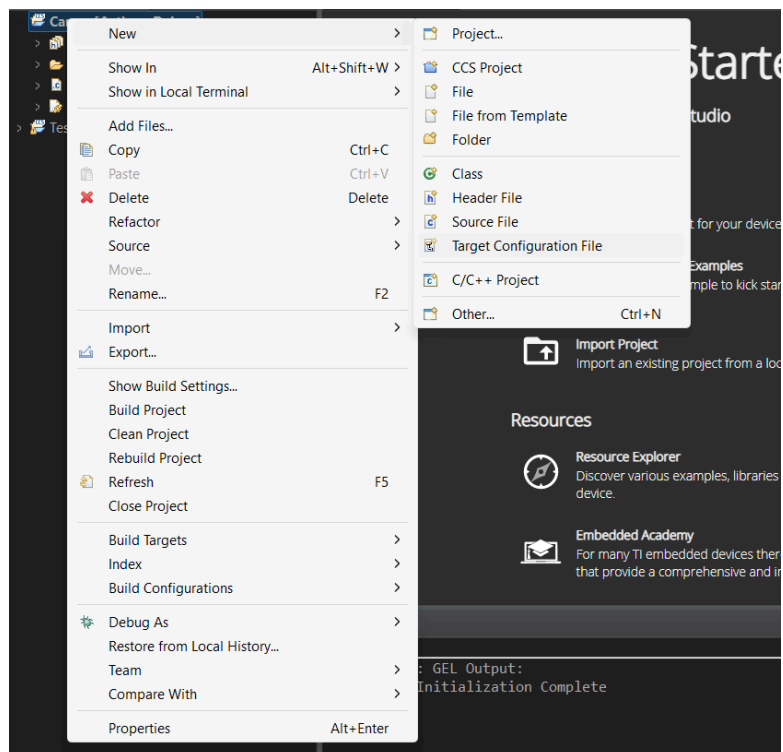 New
Show In Alt+Shift+W
Show in Local Terminal
Add Files...
Copy Ctrl+C
Paste Ctrl+V
Delete Delete
Refactor
Source
Move...
Rename... F2
Import
Export...
Show Build Settings...
Build Project
Clean Project
Rebuild Project
Refresh F5
Close Project
Build Targets
Index
Build Configurations
Debug As
Restore from Local History...
Team
Compare With
Properties Alt+Enter
Project...
CCS Project
File
File from Template
Folder
Class
Header File
Source File
Target Configuration File
C/C++ Project
Other... Ctrl+N
Tes
Starte
tudio
t for your device
Examples
mple to kick star
Import Project
Import an existing project from a loc
Resources
Resource Explorer
Discover various examples, libraries
device.
Embedded Academy
For many TI embedded devices ther
that provide a comprehensive and in
: GEL Output:
Initialization Complete